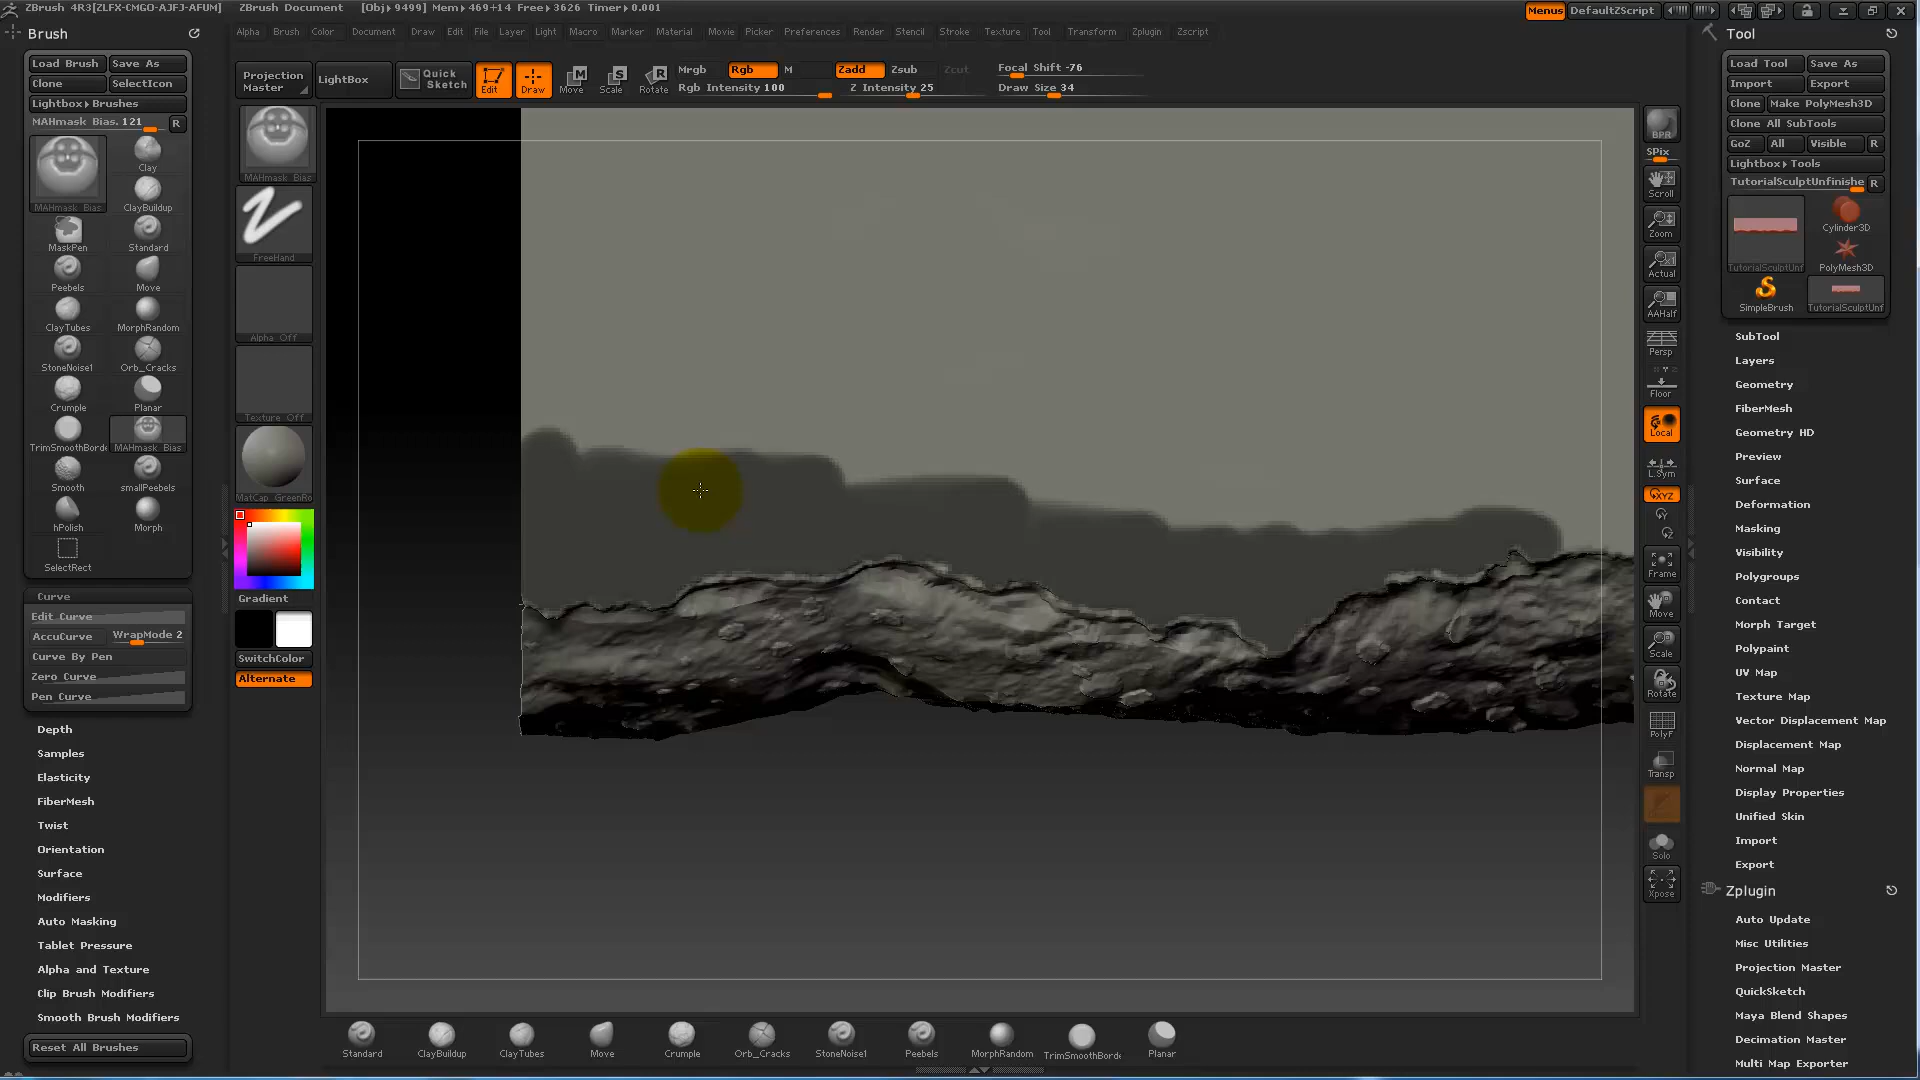 ZBrush 4R3[ZLFX-CMGO-AJFJ-AFUM] ZBrush Document [Obj▸9499] Mem▸469+14 Free▸3626 Timer▸0.001 Menus DefaultZScript
Brush
Load Brush Save As
Clone SelectIcon
Lightbox▸Brushes
MAHmask_Bias. 121 R
MAHmask_Bias Clay
ClayBuildup
MaskPen Standard
Peebels Move
ClayTubes MorphRandom
StoneNoise1 Orb_Cracks
Crumple Planar
TrimSmoothBorde MAHmask_Bias
Smooth smallPeebels
hPolish Morph
SelectRect
Curve
Edit Curve
AccuCurve WrapMode 2
Curve By Pen
Zero Curve
Pen Curve
Depth
Samples
Elasticity
FiberMesh
Twist
Orientation
Surface
Modifiers
Auto Masking
Tablet Pressure
Alpha and Texture
Clip Brush Modifiers
Smooth Brush Modifiers
Reset All Brushes
Alpha Brush Color Document Draw Edit File Layer Light Macro Marker Material Movie Picker Preferences Render Stencil Stroke Texture Tool Transform Zplugin Zscript
Projection Master LightBox Quick Sketch Edit Draw Move Scale Rotate
Mrgb Rgb M Zadd Zsub Zcut Focal Shift -76
Rgb Intensity 100 Z Intensity 25 Draw Size 34
MAHmask_Bias
FreeHand
Alpha Off
Texture Off
MatCap GreenRo
Gradient
SwitchColor
Alternate
Standard ClayBuildup ClayTubes Move Crumple Orb_Cracks StoneNoise1 Peebels MorphRandom TrimSmoothBorde Planar
BPR
SPix
Scroll
Zoom
Actual
AAHalf
Persp
Floor
Local
L.Sym
XYZ
Frame
Move
Scale
Rotate
PolyF
Transp
Solo
Xpose
Tool
Load Tool Save As
Import Export
Clone Make PolyMesh3D
Clone All SubTools
GoZ All Visible R
Lightbox▸Tools
TutorialSculptUnfinishe R
TutorialSculptUnf Cylinder3D
PolyMesh3D
SimpleBrush TutorialSculptUnf
SubTool
Layers
Geometry
FiberMesh
Geometry HD
Preview
Surface
Deformation
Masking
Visibility
Polygroups
Contact
Morph Target
Polypaint
UV Map
Texture Map
Vector Displacement Map
Displacement Map
Normal Map
Display Properties
Unified Skin
Import
Export
Zplugin
Auto Update
Misc Utilities
Projection Master
QuickSketch
Maya Blend Shapes
Decimation Master
Multi Map Exporter